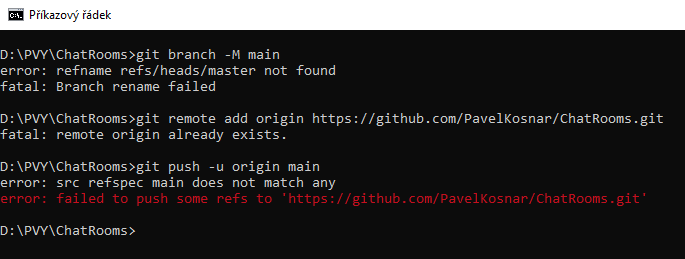 Příkazový řádek
D:\PVY\ChatRooms>git branch -M main
error: refname refs/heads/master not found
fatal: Branch rename failed
D:\PVY\ChatRooms>git remote add origin https://github.com/PavelKosnar/ChatRooms.git
fatal: remote origin already exists.
D:\PVY\ChatRooms>git push -u origin main
error: src refspec main does not match any
error: failed to push some refs to 'https://github.com/PavelKosnar/ChatRooms.git'
D:\PVY\ChatRooms>